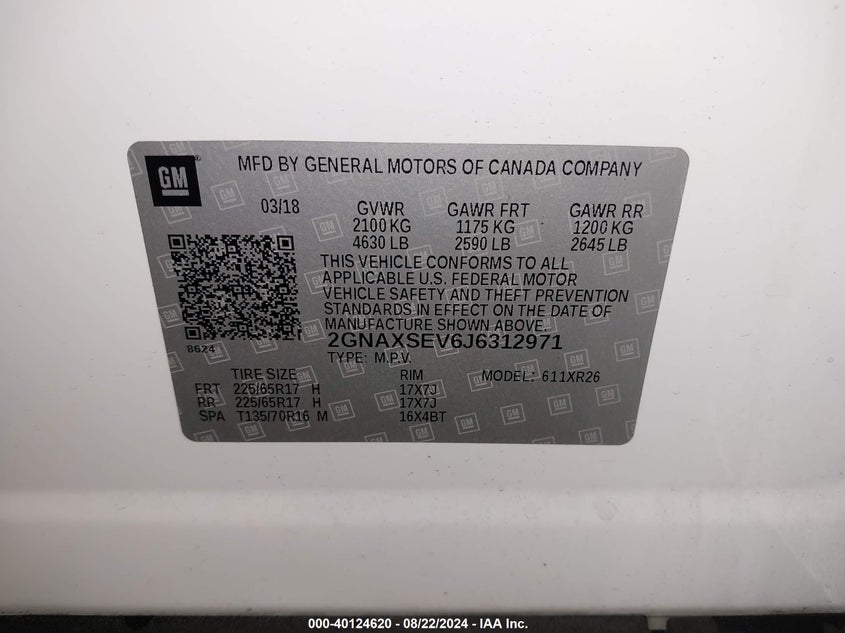 GM
MFD BY GENERAL MOTORS OF CANADA COMPANY
03/18 GVWR GAWR FRT GAWR RR
2100 KG 1175 KG 1200 KG
4630 LB 2590 LB 2645 LB
THIS VEHICLE CONFORMS TO ALL
APPLICABLE U.S. FEDERAL MOTOR
VEHICLE SAFETY AND THEFT PREVENTION
STANDARDS IN EFFECT ON THE DATE OF
MANUFACTURE SHOWN ABOVE.
8624 2GNAXSEV6J6312971
TYPE: M.P.V.
TIRE SIZE RIM MODEL: 611XR26
FRT 225/65R17 H 17X7J
RR 225/65R17 H 17X7J
SPA T135/70R16 M 16X4BT
000-40124620 - 08/22/2024 - IAA Inc.